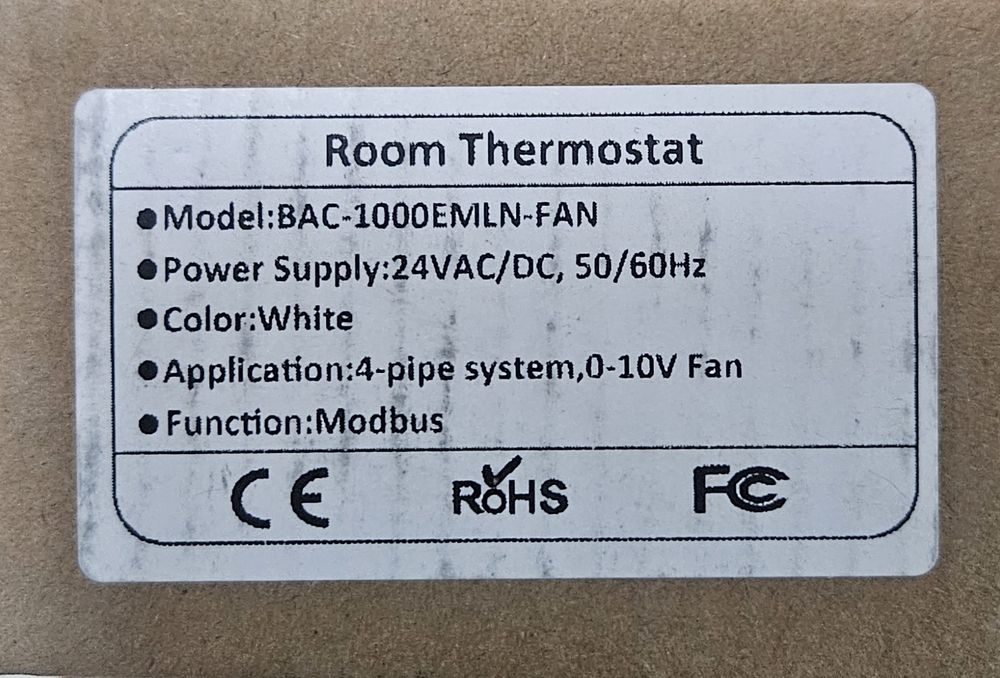 Room Thermostat
●Model:BAC-1000EMLN-FAN
●Power Supply:24VAC/DC, 50/60Hz
●Color:White
●Application:4-pipe system,0-10V Fan
●Function:Modbus
CE RoHS FC